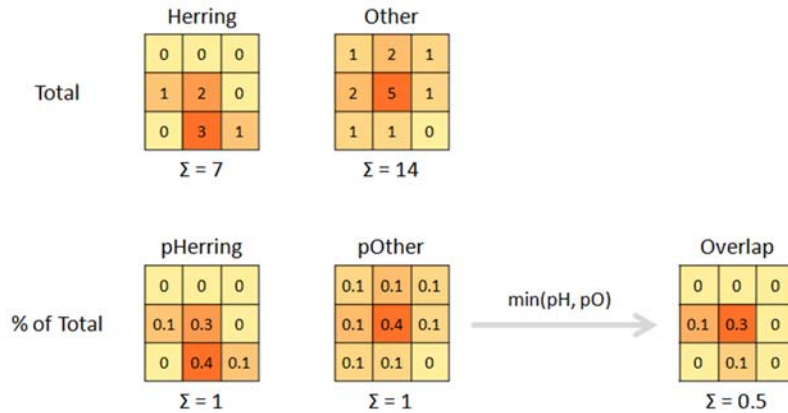 Herring Other
Total
0 0 0 1 2 1
1 2 0 2 5 1
0 3 1 1 1 0
Σ = 7 Σ = 14
pHerring pOther Overlap
% of Total
0 0 0 0.1 0.1 0.1 0 0 0
min(pH, pO)
0.1 0.3 0 0.1 0.4 0.1 0.1 0.3 0
0 0.4 0.1 0.1 0.1 0 0 0.1 0
Σ = 1 Σ = 1 Σ = 0.5